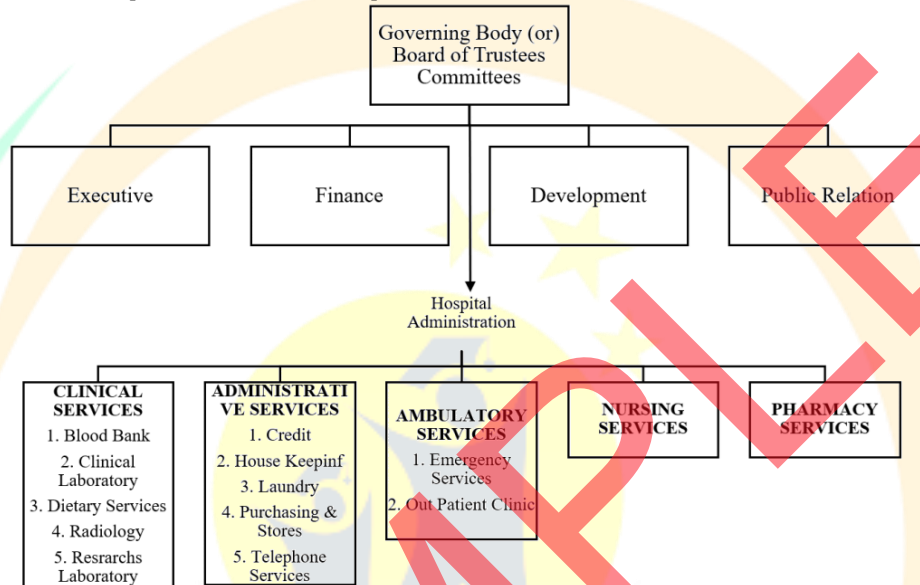 Governing Body (or)
Board of Trustees
Committees
Executive
Finance
Development
Public Relation
Hospital
Administration
CLINICAL
SERVICES
1. Blood Bank
2. Clinical
Laboratory
3. Dietary Services
4. Radiology
5. Resrarchs
Laboratory
ADMINISTRATI
VE SERVICES
1. Credit
2. House Keepinf
3. Laundry
4. Purchasing &
Stores
5. Telephone
Services
AMBULATORY
SERVICES
1. Emergency
Services
2. Out Patient Clinic
NURSING
SERVICES
PHARMACY
SERVICES
MPLE